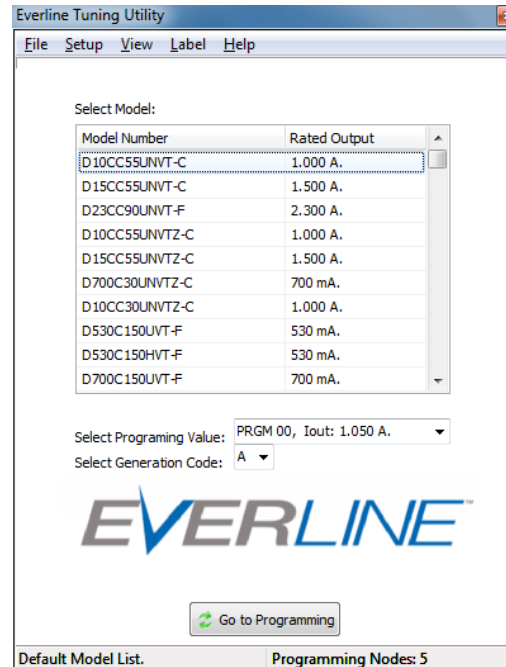 Everline Tuning Utility
File Setup View Label Help
Select Model:
Model Number Rated Output
D10CC55UNVT-C 1.000 A.
D15CC55UNVT-C 1.500 A.
D23CC90UNVT-F 2.300 A.
D10CC55UNVTZ-C 1.000 A.
D15CC55UNVTZ-C 1.500 A.
D700C30UNVTZ-C 700 mA.
D10CC30UNVTZ-C 1.000 A.
D530C150UVT-F 530 mA.
D530C150HVT-F 530 mA.
D700C150UVT-F 700 mA.
Select Programing Value: PRGM 00, Iout: 1.050 A.
Select Generation Code: A
EVERLINE™
Go to Programming
Default Model List. Programming Nodes: 5